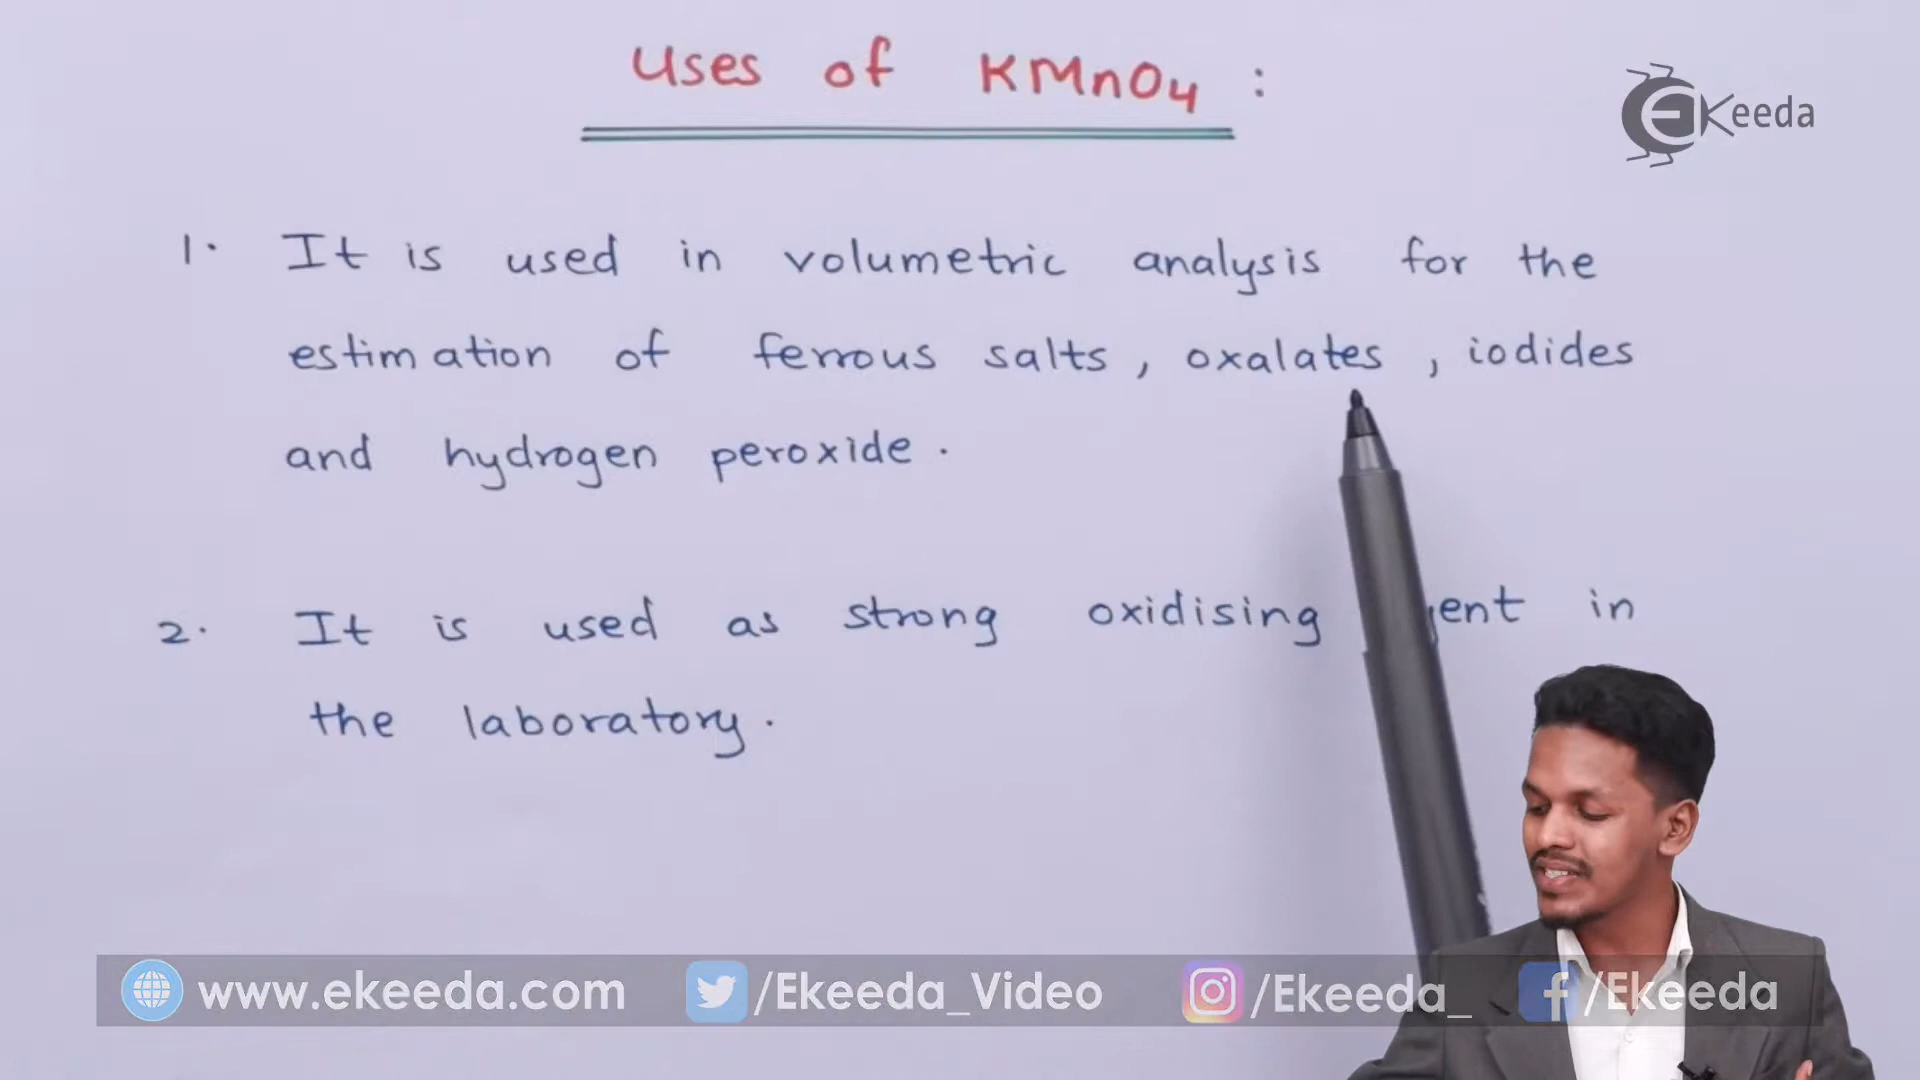 Uses of KMnO4 :
EKeeda
1. It is used in volumetric analysis for the
estimation of ferrous salts, oxalates, iodides
and hydrogen peroxide.
2. It is used as strong oxidising in
the laboratory.
www.ekeeda.com /Ekeeda_Video /Ekeeda_ /Ekeeda